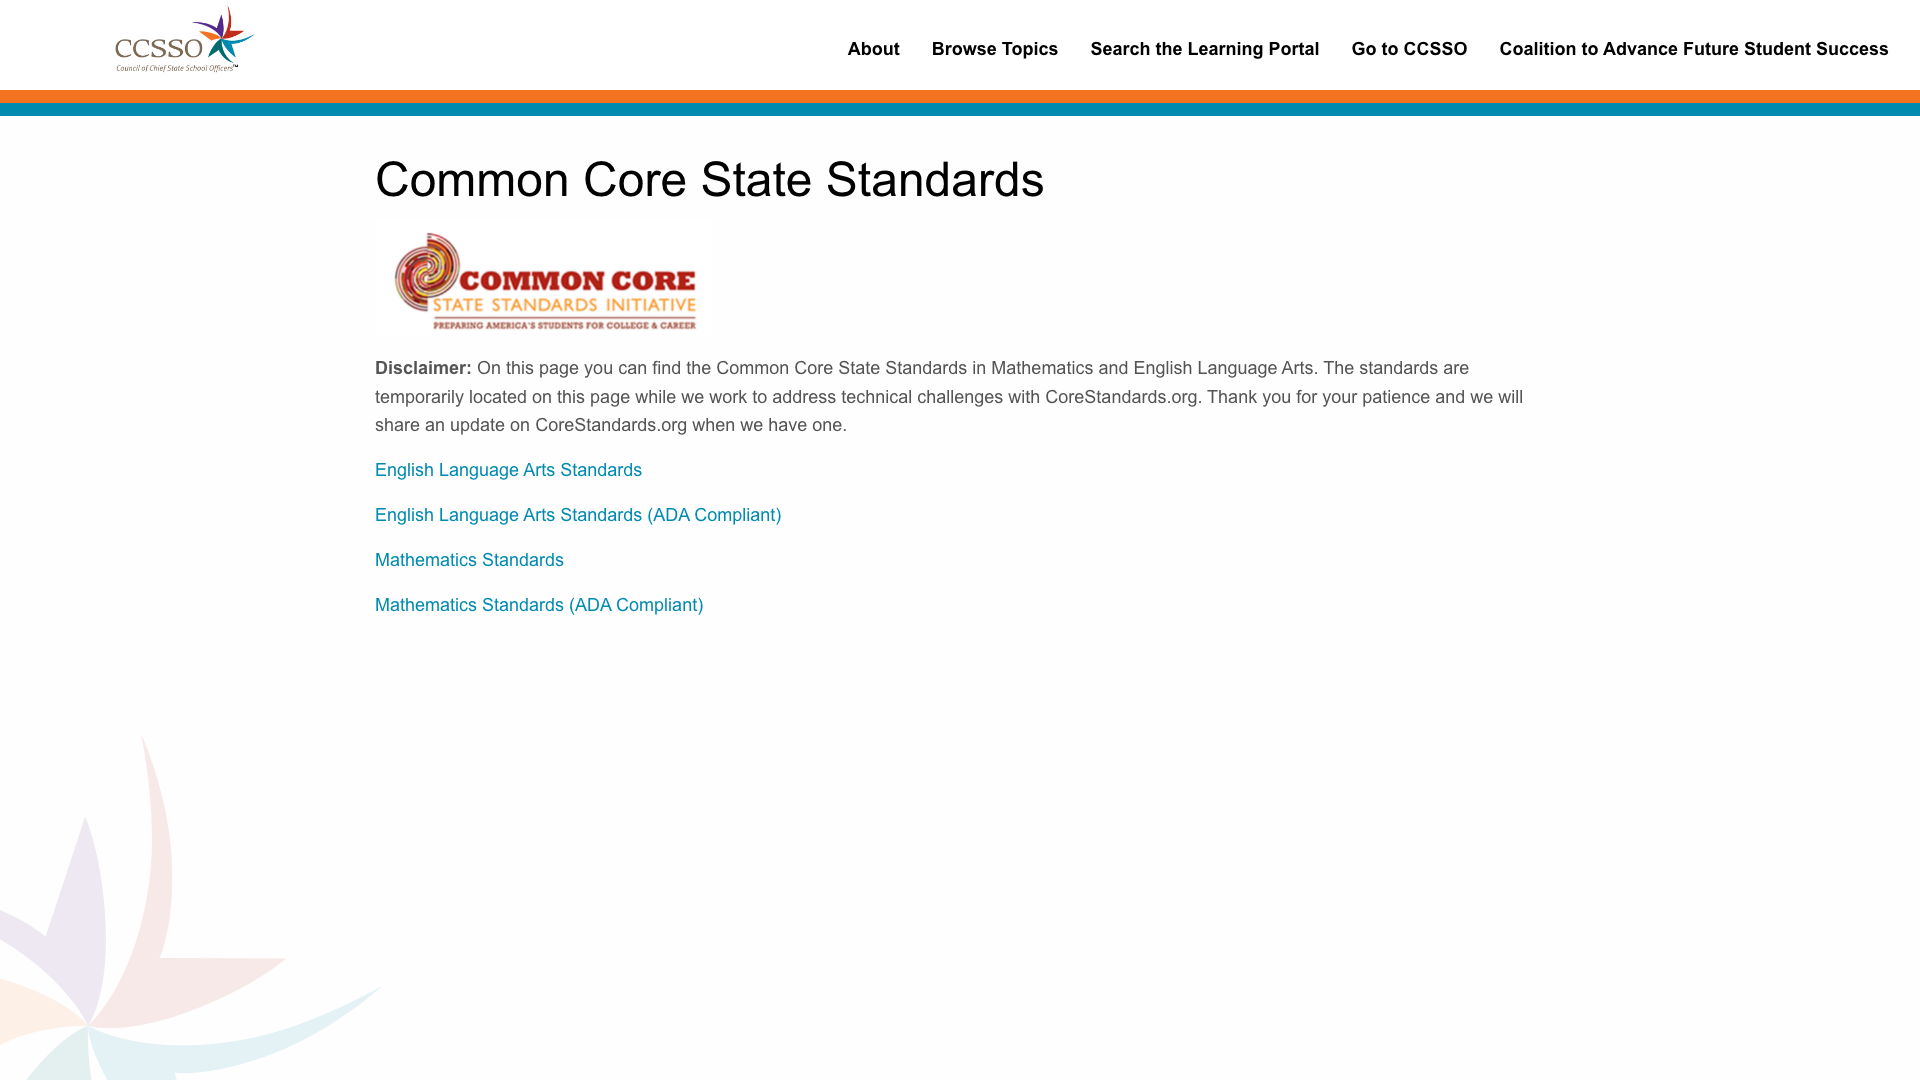 CCSSO
Council of Chief State School Officers™
About
Browse Topics
Search the Learning Portal
Go to CCSSO
Coalition to Advance Future Student Success
Common Core State Standards
COMMON CORE
STATE STANDARDS INITIATIVE
PREPARING AMERICA'S STUDENTS FOR COLLEGE & CAREER
Disclaimer: On this page you can find the Common Core State Standards in Mathematics and English Language Arts. The standards are
temporarily located on this page while we work to address technical challenges with CoreStandards.org. Thank you for your patience and we will
share an update on CoreStandards.org when we have one.
English Language Arts Standards
English Language Arts Standards (ADA Compliant)
Mathematics Standards
Mathematics Standards (ADA Compliant)